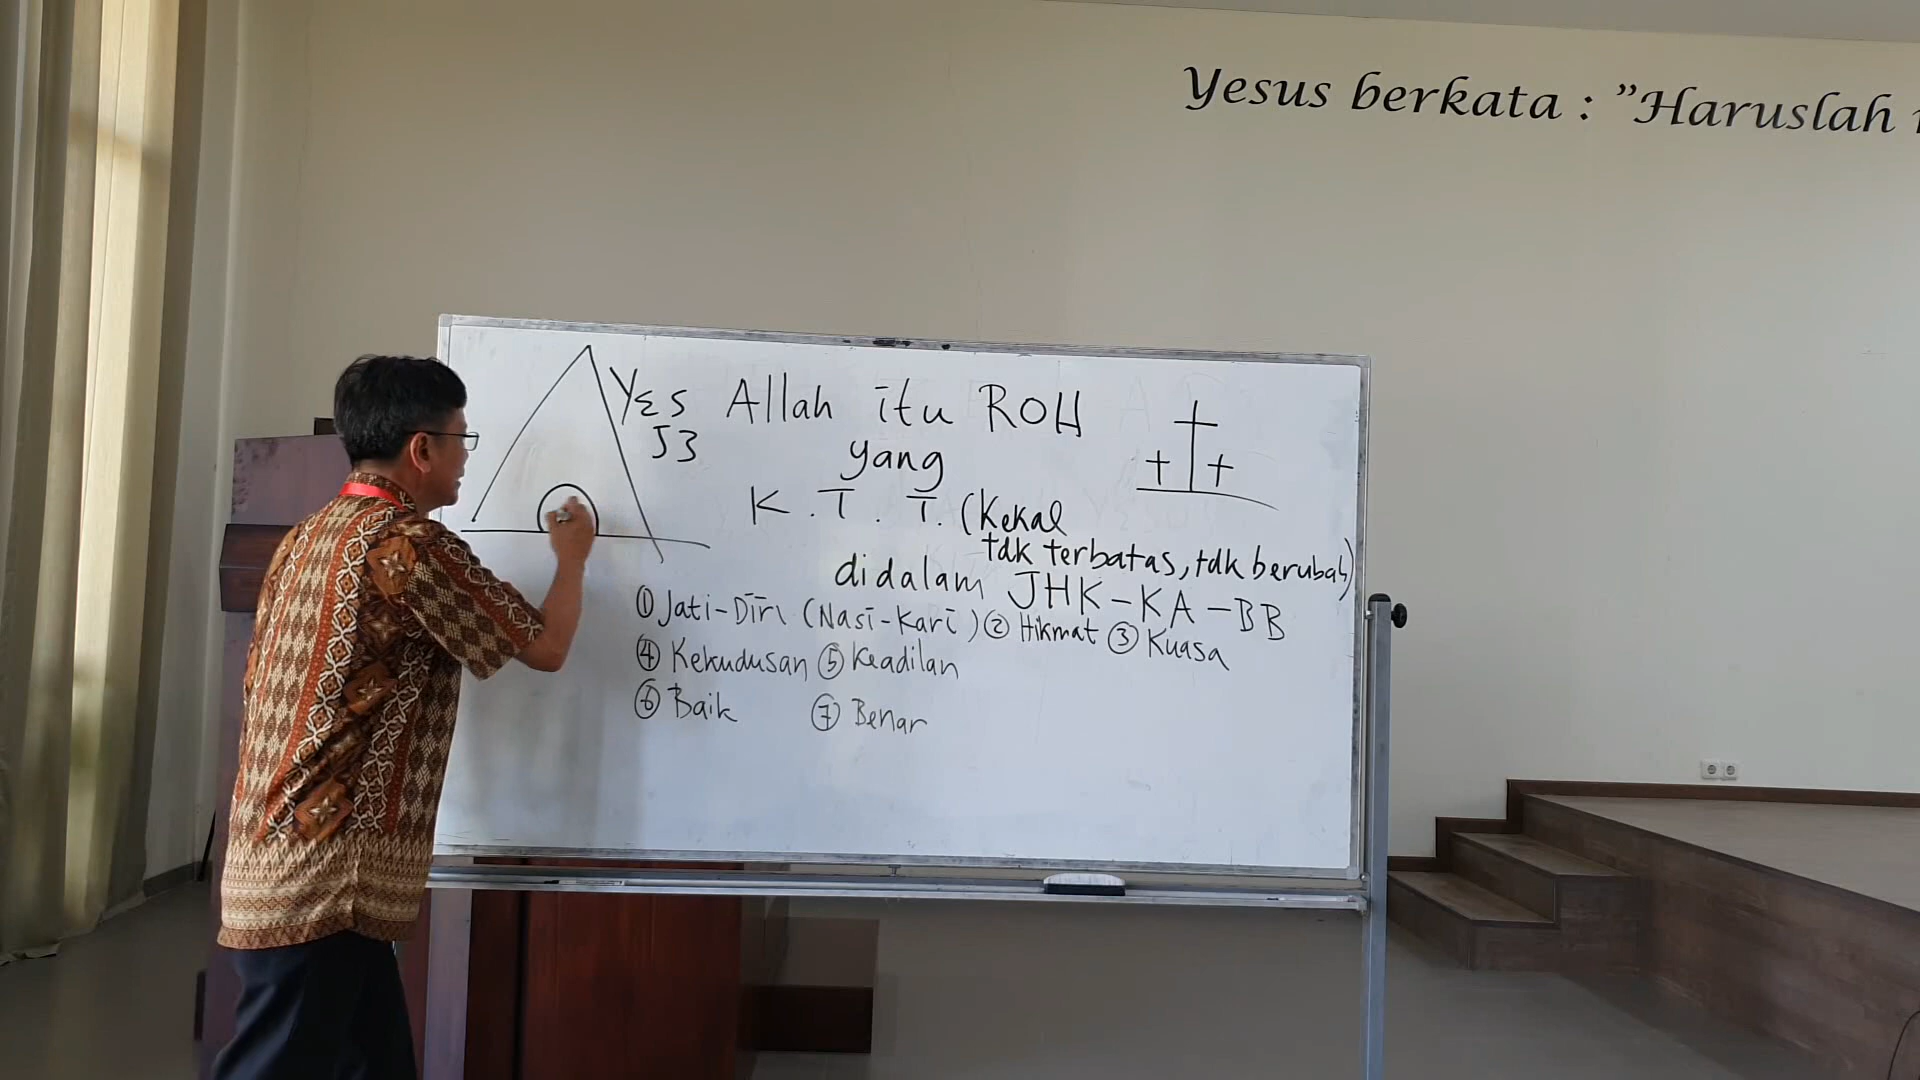 Yesus berkata : "Haruslah
YES Allah itu ROH
J3
yang
K . T . T. (Kekal
tdk terbatas, tdk berubah)
didalam JHK-KA-BB
① Jati-Diri (Nasi-Kari) ② Hikmat ③ Kuasa
④ Kekudusan ⑤ Keadilan
⑥ Baik ⑦ Benar